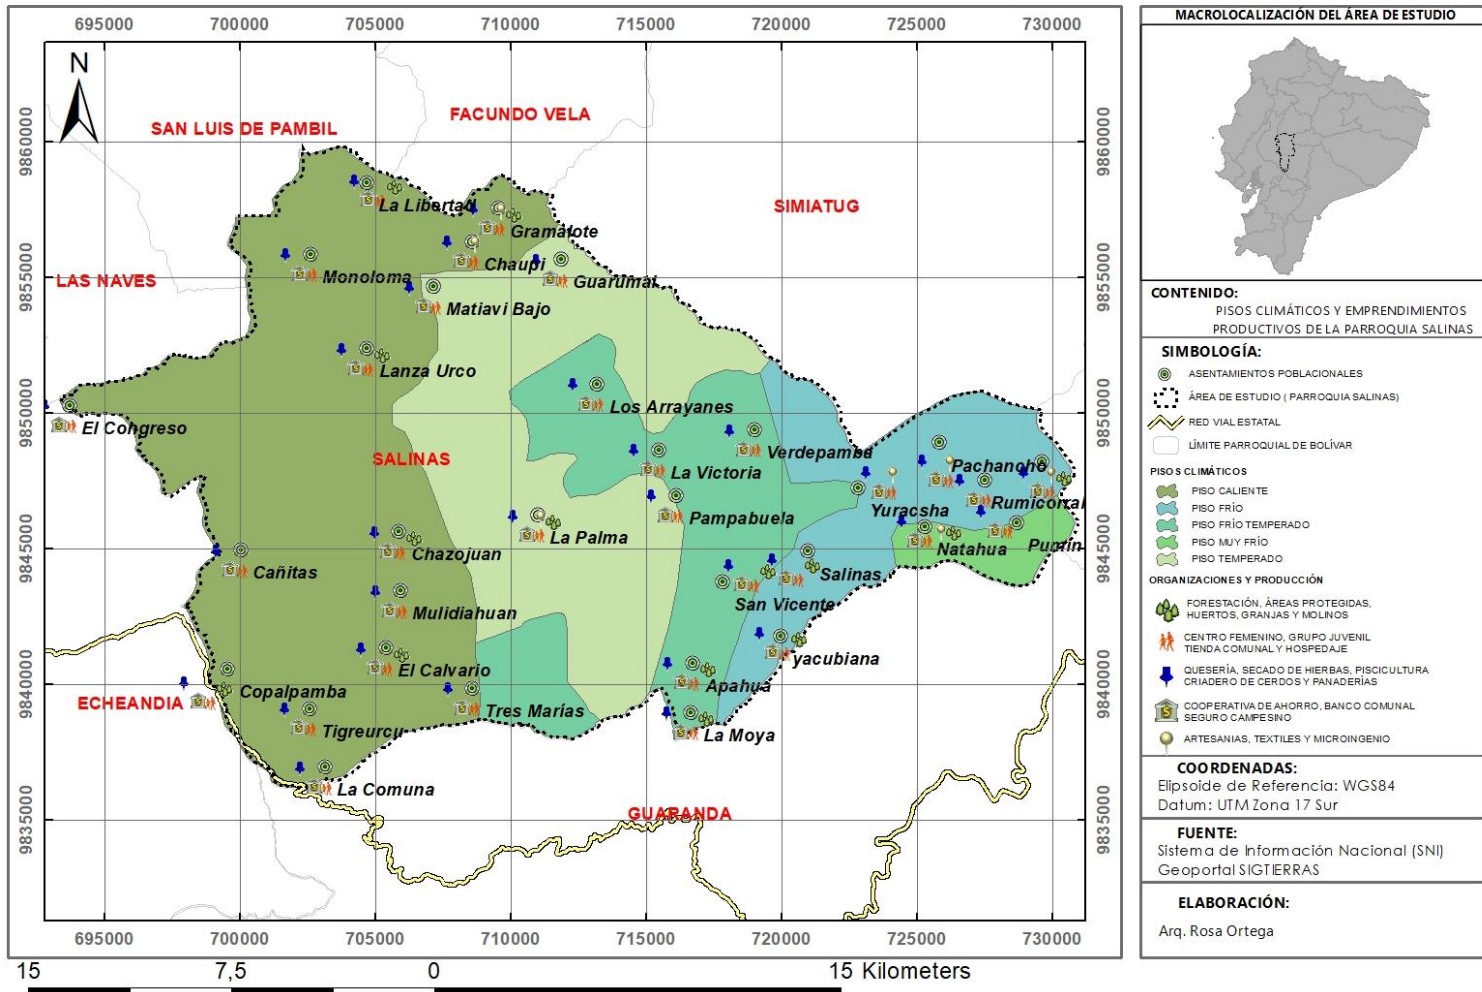 695000 700000 705000 710000 715000 720000 725000 730000
N
FACUNDO VELA
SAN LUIS DE PAMBIL
9860000 9860000
La Libertad
SIMIATUG
Gramalote
Chaupi
LAS NAVES
Monoloma
Guarumal
9855000 9855000
Matiavi Bajo
Lanza Urco
9850000 9850000
Los Arrayanes
El Congreso
Verdepamba
SALINAS
La Victoria
Pachancho
Yuracsha
Rumicorral
Pampabuela
La Palma
Natahua
9845000 9845000
Chazojuan
Cañitas
Salinas
San Vicente
Mulidiahuan
yacubiana
El Calvario
Apahua
9840000 9840000
Copalpamba
ECHEANDIA
Tres Marías
Tigreurcu
La Moya
La Comuna
GUARANDA
9835000 9835000
695000 700000 705000 710000 715000 720000 725000 730000
15 7,5 0 15 Kilometers
MACROLOCALIZACIÓN DEL ÁREA DE ESTUDIO
CONTENIDO:
PISOS CLIMÁTICOS Y EMPRENDIMIENTOS
PRODUCTIVOS DE LA PARROQUIA SALINAS
SIMBOLOGÍA:
ASENTAMIENTOS POBLACIONALES
ÁREA DE ESTUDIO ( PARROQUIA SALINAS)
RED VIAL ESTATAL
LÍMITE PARROQUIAL DE BOLÍVAR
PISOS CLIMÁTICOS
PISO CALIENTE
PISO FRÍO
PISO FRÍO TEMPERADO
PISO MUY FRÍO
PISO TEMPERADO
ORGANIZACIONES Y PRODUCCIÓN
FORESTACIÓN, ÁREAS PROTEGIDAS,
HUERTOS, GRANJAS Y MOLINOS
CENTRO FEMENINO, GRUPO JUVENIL
TIENDA COMUNAL Y HOSPEDAJE
QUESERÍA, SECADO DE HIERBAS, PISCICULTURA
CRIADERO DE CERDOS Y PANADERÍAS
COOPERATIVA DE AHORRO, BANCO COMUNAL
SEGURO CAMPESINO
ARTESANIAS, TEXTILES Y MICROINGENIO
COORDENADAS:
Elipsoide de Referencia: WGS84
Datum: UTM Zona 17 Sur
FUENTE:
Sistema de Información Nacional (SNI)
Geoportal SIGTIERRAS
ELABORACIÓN:
Arq. Rosa Ortega